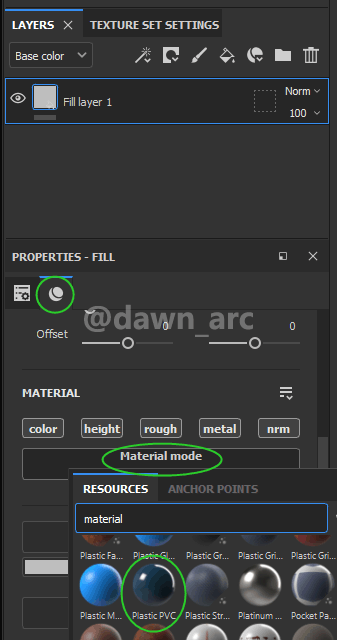 LAYERS
TEXTURE SET SETTINGS
Base color
Norm
Fill layer 1
100
PROPERTIES - FILL
@dawn_arc
Offset
0
0
MATERIAL
color
height
rough
metal
nrm
Material mode
RESOURCES
ANCHOR POINTS
material
Plastic Fa...
Plastic Gl...
Plastic Gr...
Plastic Gri...
Plastic Gri...
Plastic M...
Plastic PVC
Plastic Str...
Platinum ...
Pocket Pa...